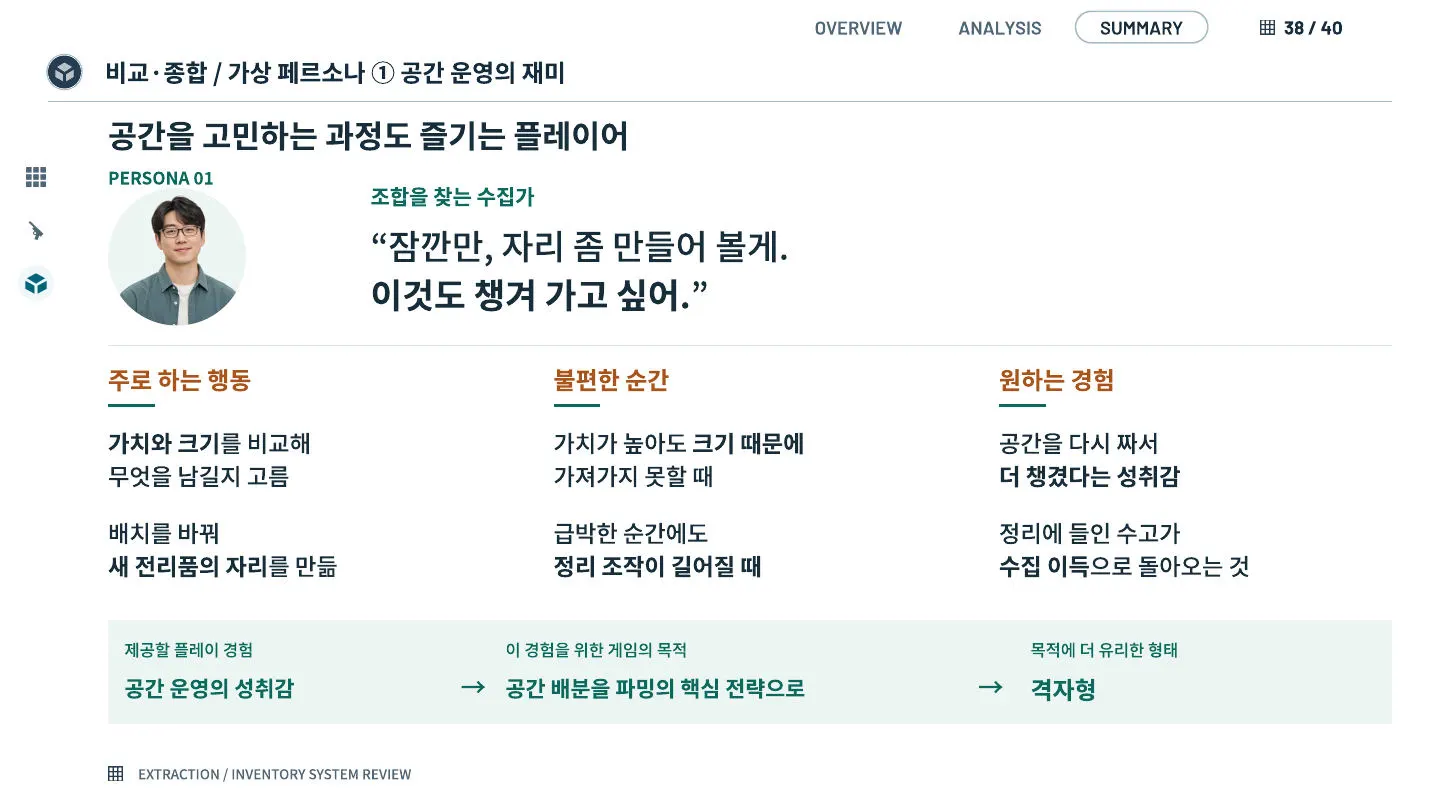 OVERVIEW
ANALYSIS
SUMMARY
38 / 40
비교·종합 / 가상 페르소나 ① 공간 운영의 재미
공간을 고민하는 과정도 즐기는 플레이어
PERSONA 01
조합을 찾는 수집가
“잠깐만, 자리 좀 만들어 볼게.
이것도 챙겨 가고 싶어.”
주로 하는 행동
가치와 크기를 비교해
무엇을 남길지 고름
배치를 바꿔
새 전리품의 자리를 만듦
불편한 순간
가치가 높아도 크기 때문에
가져가지 못할 때
급박한 순간에도
정리 조작이 길어질 때
원하는 경험
공간을 다시 짜서
더 챙겼다는 성취감
정리에 들인 수고가
수집 이득으로 돌아오는 것
제공할 플레이 경험
공간 운영의 성취감
→
이 경험을 위한 게임의 목적
공간 배분을 파밍의 핵심 전략으로
→
목적에 더 유리한 형태
격자형
EXTRACTION / INVENTORY SYSTEM REVIEW